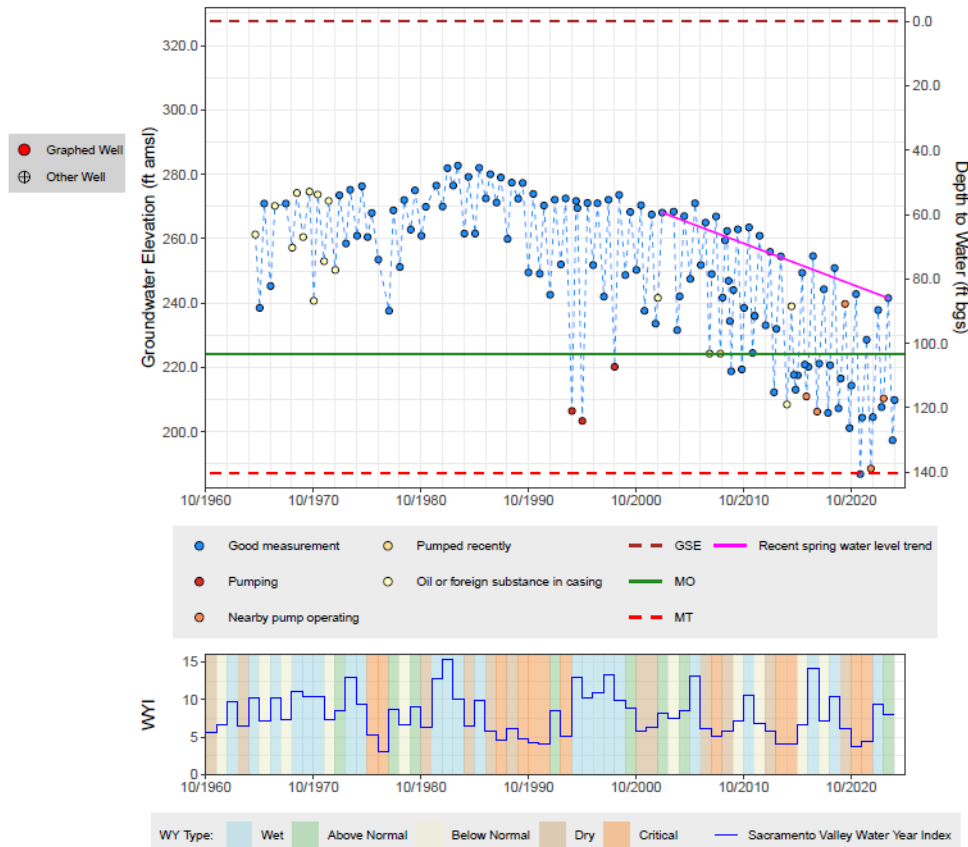 320.0
300.0
280.0
260.0
240.0
220.0
200.0
Groundwater Elevation (ft amsl)
0.0
20.0
40.0
60.0
80.0
100.0
120.0
140.0
Depth to Water (ft bgs)
Graphed Well
Other Well
10/1960
10/1970
10/1980
10/1990
10/2000
10/2010
10/2020
Good measurement
Pumped recently
GSE
Recent spring water level trend
Pumping
Oil or foreign substance in casing
MO
Nearby pump operating
MT
15
10
5
0
WYI
10/1960
10/1970
10/1980
10/1990
10/2000
10/2010
10/2020
WY Type:
Wet
Above Normal
Below Normal
Dry
Critical
Sacramento Valley Water Year Index